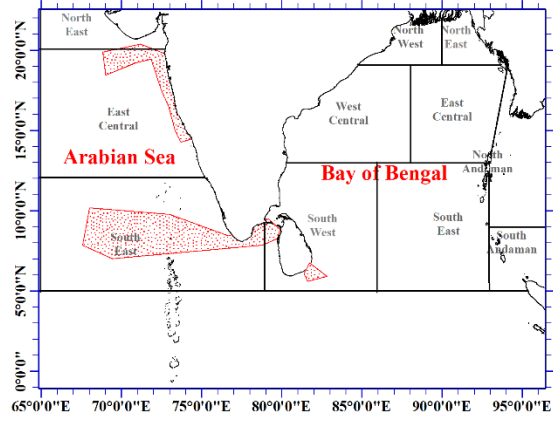 North East
North West
North East
20°0'0"N
East Central
West Central
East Central
15°0'0"N
Arabian Sea
Bay of Bengal
North Andaman
10°0'0"N
South East
South West
South East
South Andaman
5°0'0"N
0°0'0"
65°0'0"E
70°0'0"E
75°0'0"E
80°0'0"E
85°0'0"E
90°0'0"E
95°0'0"E